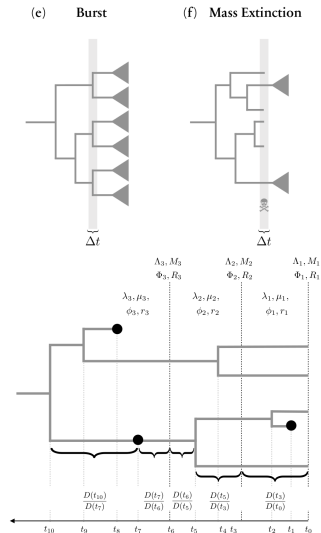 (e) Burst (f) Mass Extinction
Δt Δt
Λ₃, M₃ Λ₂, M₂ Λ₁, M₁
Φ₃, R₃ Φ₂, R₂ Φ₁, R₁
λ₃, μ₃, λ₂, μ₂, λ₁, μ₁,
ϕ₃, r₃ ϕ₂, r₂ ϕ₁, r₁
D(t₁₀) D(t₇) D(t₆) D(t₅) D(t₃)
D(t₇) D(t₆) D(t₅) D(t₃) D(t₀)
t₁₀ t₉ t₈ t₇ t₆ t₅ t₄ t₃ t₂ t₁ t₀